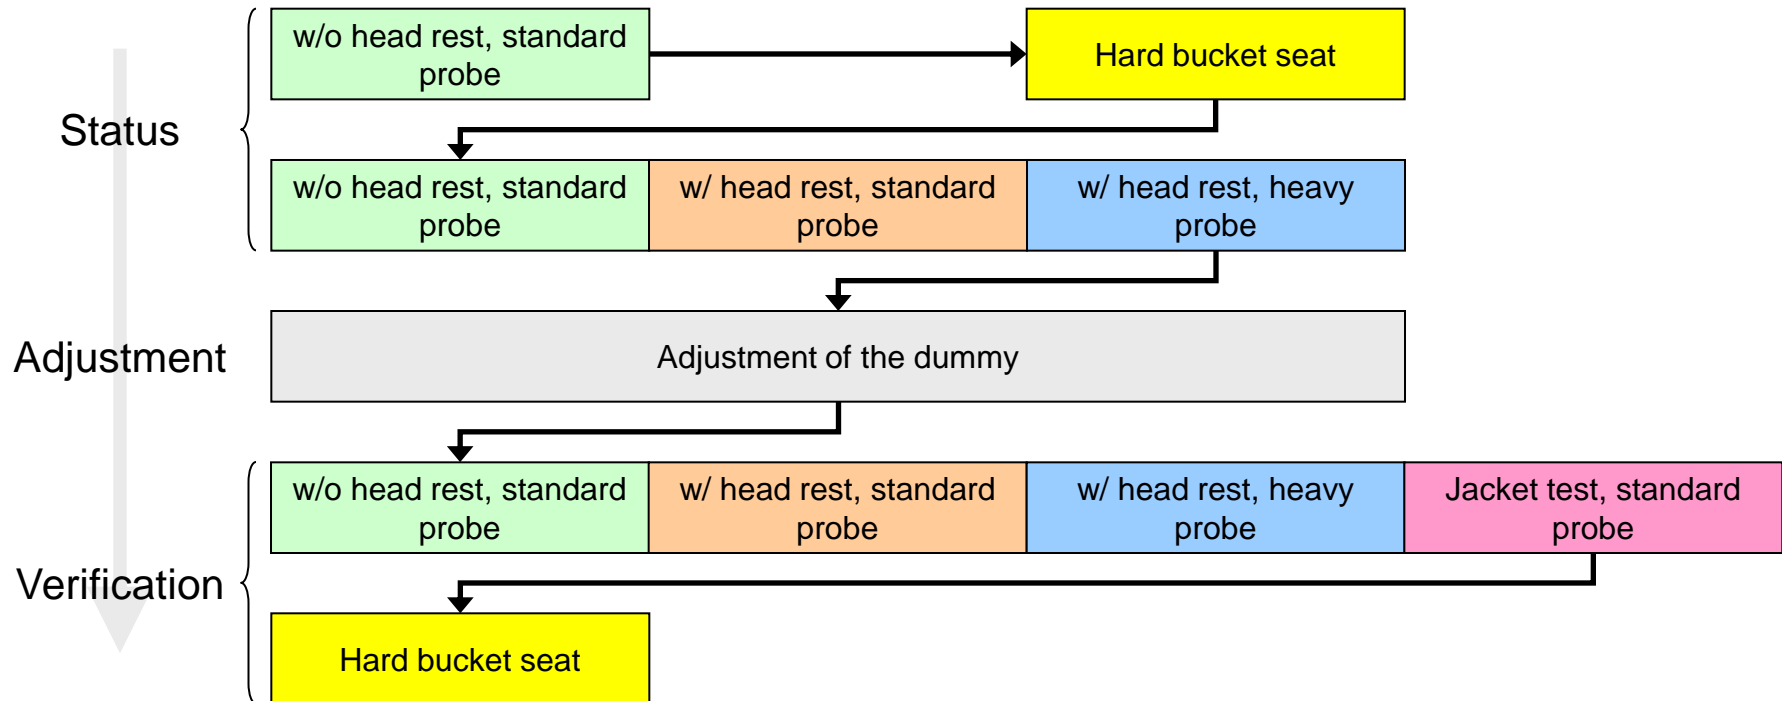 w/o head rest, standard
probe
Hard bucket seat
Status
w/o head rest, standard
probe
w/ head rest, standard
probe
w/ head rest, heavy
probe
Adjustment
Adjustment of the dummy
w/o head rest, standard
probe
w/ head rest, standard
probe
w/ head rest, heavy
probe
Jacket test, standard
probe
Verification
Hard bucket seat